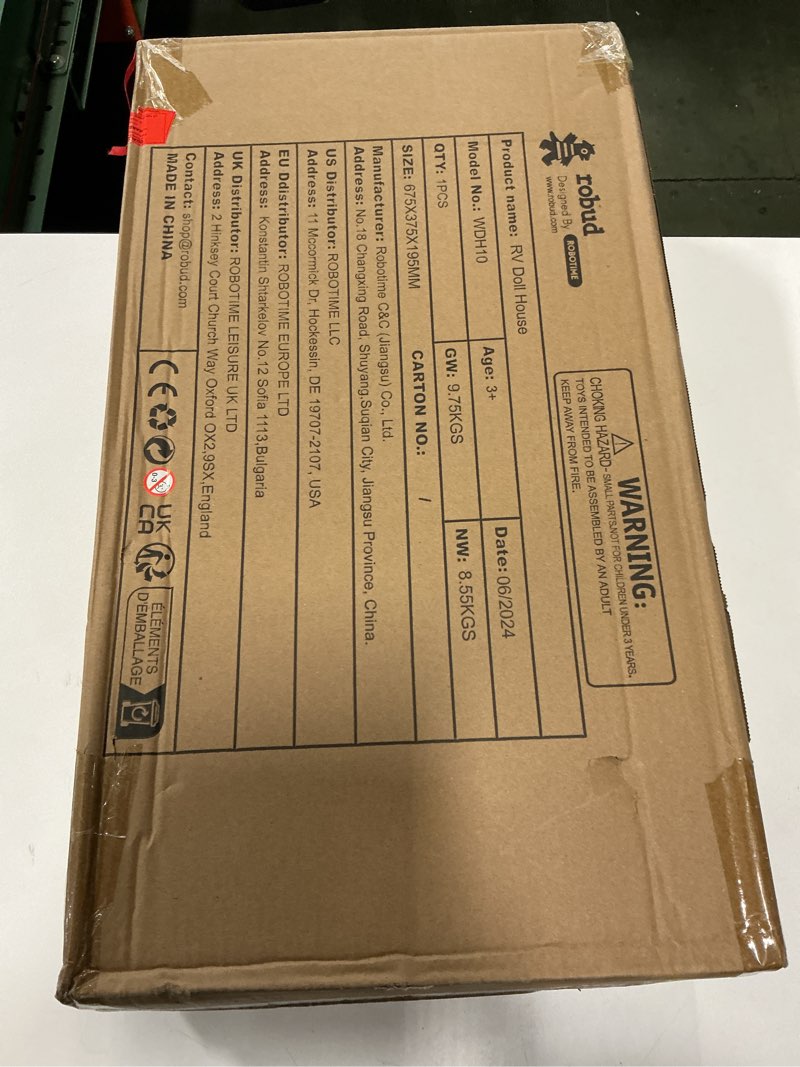 robud
Designed By ROBOTIME
www.robud.com
WARNING:
CHOKING HAZARD- SMALL PARTS.NOT FOR CHILDREN UNDER 3 YEARS.
TOYS INTENDED TO BE ASSEMBLED BY AN ADULT
KEEP AWAY FROM FIRE.
Product name: RV Doll House
Model No.: WDH10 Age: 3+ Date: 06/2024
QTY: 1PCS GW: 9.75KGS NW: 8.55KGS
SIZE: 675X375X195MM CARTON NO.: /
Manufacturer: Robotime C&C (Jiangsu) Co., Ltd.
Address: No.18 Changxing Road, Shuyang,Suqian City, Jiangsu Province, China.
US Distributor: ROBOTIME LLC
Address: 11 Mccormick Dr, Hockessin, DE 19707-2107, USA
EU Ddistributor: ROBOTIME EUROPE LTD
Address: Konstantin Shtarkelov No.12 Sofia 1113,Bulgaria
UK Distributor: ROBOTIME LEISURE UK LTD
Address: 2 Hinksey Court Church Way Oxford OX2,9SX,England
Contact: shop@robud.com
MADE IN CHINA
CE
0-3
UK
CA
ÉLÉMENTS
D'EMBALLAGE